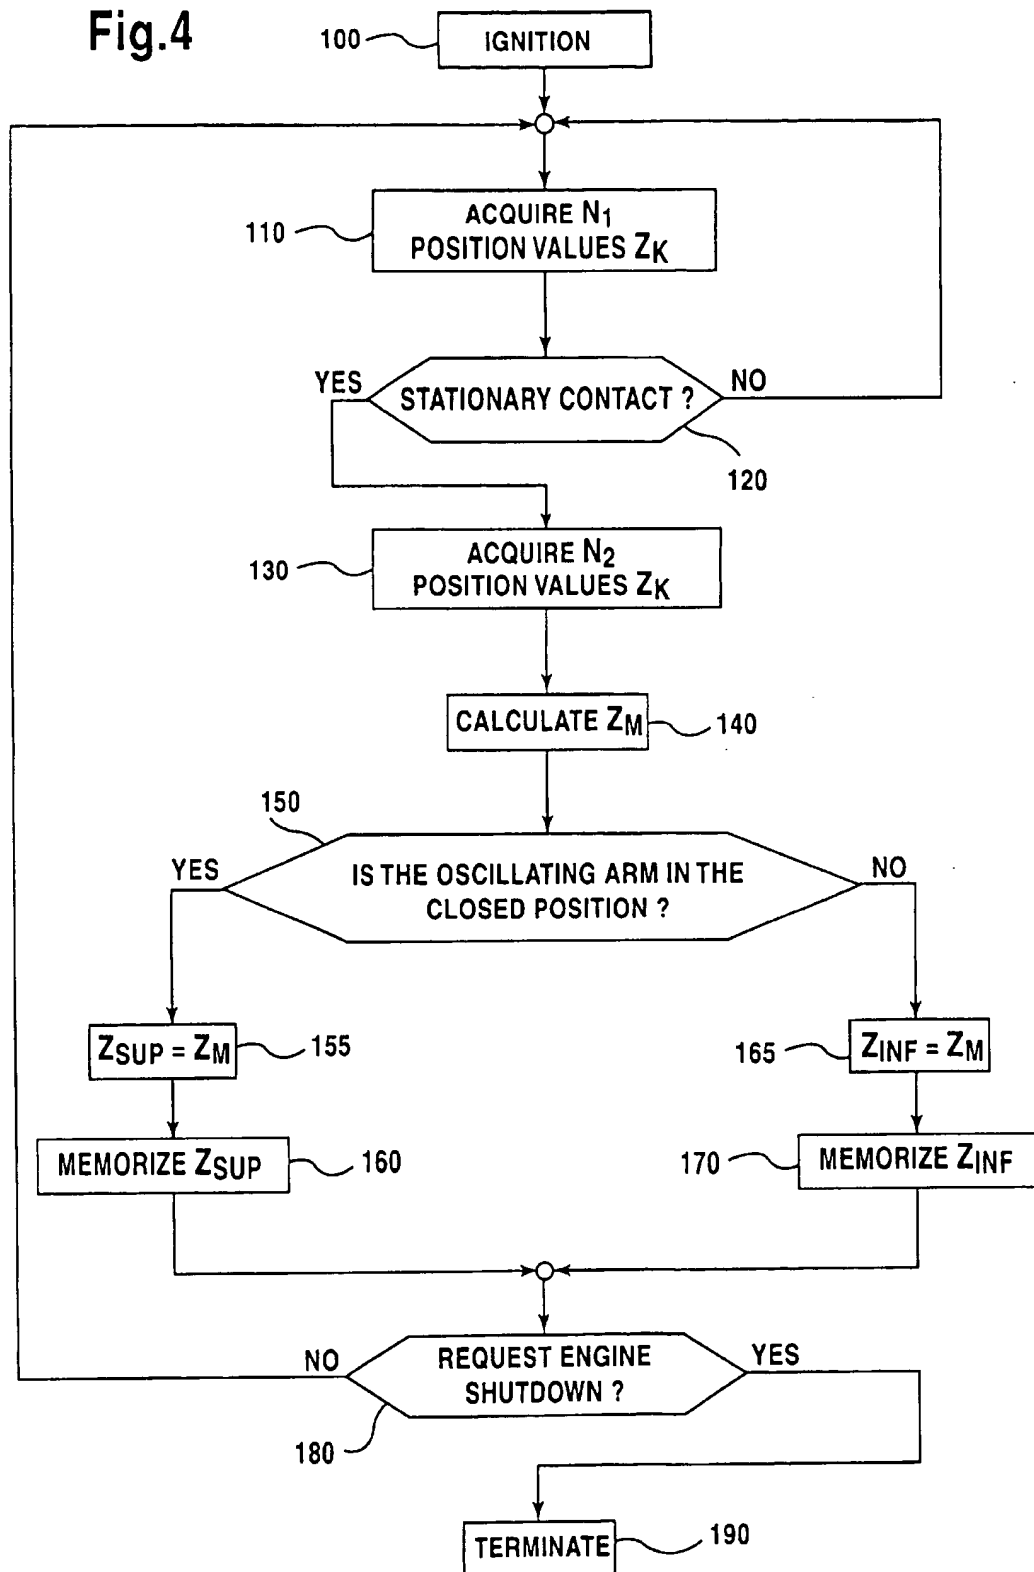 Fig.4
100
IGNITION
110
ACQUIRE N1
POSITION VALUES ZK
YES
STATIONARY CONTACT ?
NO
120
130
ACQUIRE N2
POSITION VALUES ZK
CALCULATE ZM
140
150
YES
IS THE OSCILLATING ARM IN THE
CLOSED POSITION ?
NO
ZSUP = ZM
155
165
ZINF = ZM
MEMORIZE ZSUP
160
170
MEMORIZE ZINF
NO
REQUEST ENGINE
SHUTDOWN ?
YES
180
TERMINATE
190